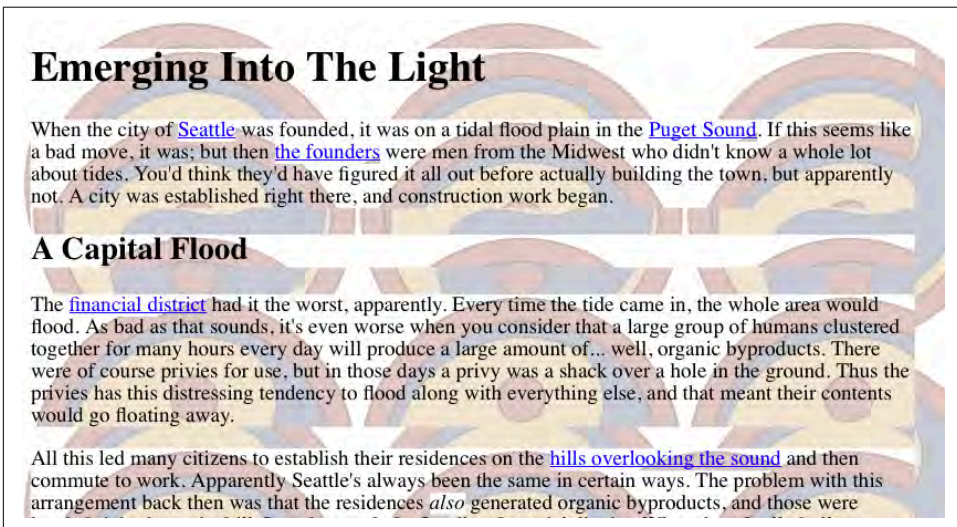 Emerging Into The Light
When the city of Seattle was founded, it was on a tidal flood plain in the Puget Sound. If this seems like
a bad move, it was; but then the founders were men from the Midwest who didn't know a whole lot
about tides. You'd think they'd have figured it all out before actually building the town, but apparently
not. A city was established right there, and construction work began.
A Capital Flood
The financial district had it the worst, apparently. Every time the tide came in, the whole area would
flood. As bad as that sounds, it's even worse when you consider that a large group of humans clustered
together for many hours every day will produce a large amount of... well, organic byproducts. There
were of course privies for use, but in those days a privy was a shack over a hole in the ground. Thus the
privies has this distressing tendency to flood along with everything else, and that meant their contents
would go floating away.
All this led many citizens to establish their residences on the hills overlooking the sound and then
commute to work. Apparently Seattle's always been the same in certain ways. The problem with this
arrangement back then was that the residences also generated organic byproducts, and those were